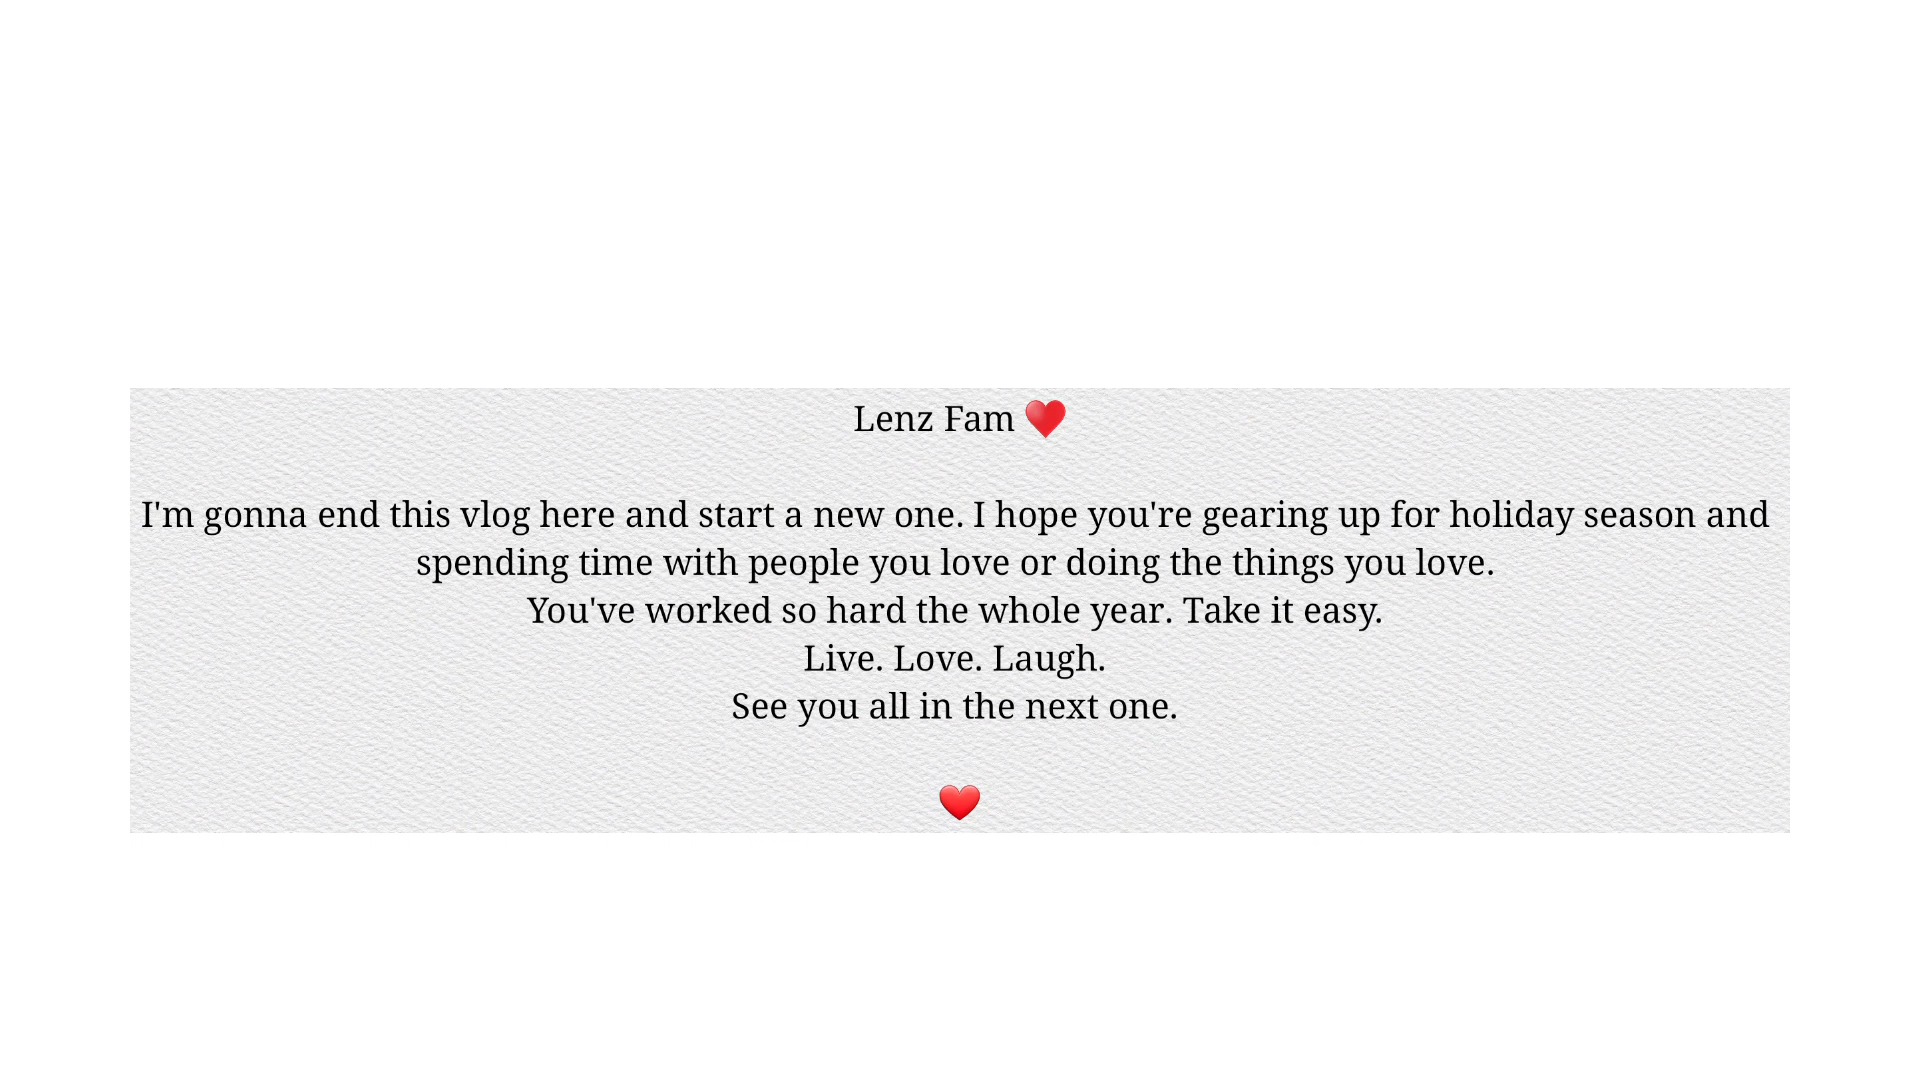 Lenz Fam ♥️
I'm gonna end this vlog here and start a new one. I hope you're gearing up for holiday season and
spending time with people you love or doing the things you love.
You've worked so hard the whole year. Take it easy.
Live. Love. Laugh.
See you all in the next one.
❤️